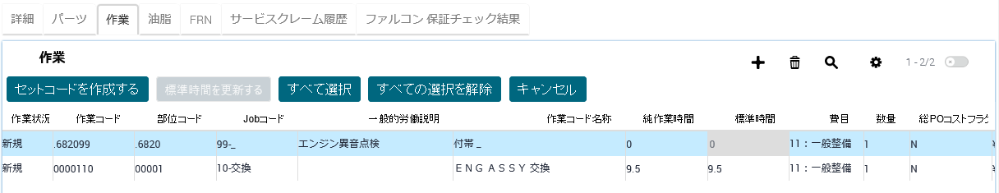 詳細 パーツ 作業 油脂 FRN サービスクレーム履歴 ファルコン 保証チェック結果
作業 1 - 2/2
セットコードを作成する 標準時間を更新する すべて選択 すべての選択を解除 キャンセル
作業状況 作業コード 部位コード Jobコード 一般的労働説明 作業コード名称 純作業時間 標準時間 費目 数量 総POコストフラグ
新規 .682099 .6820 99-_ エンジン異音点検 付帯 _ 0 0 11：一般整備 1 N
新規 0000110 00001 10-交換 ＥＮＧ ＡＳＳＹ 交換 9.5 9.5 11：一般整備 1 N